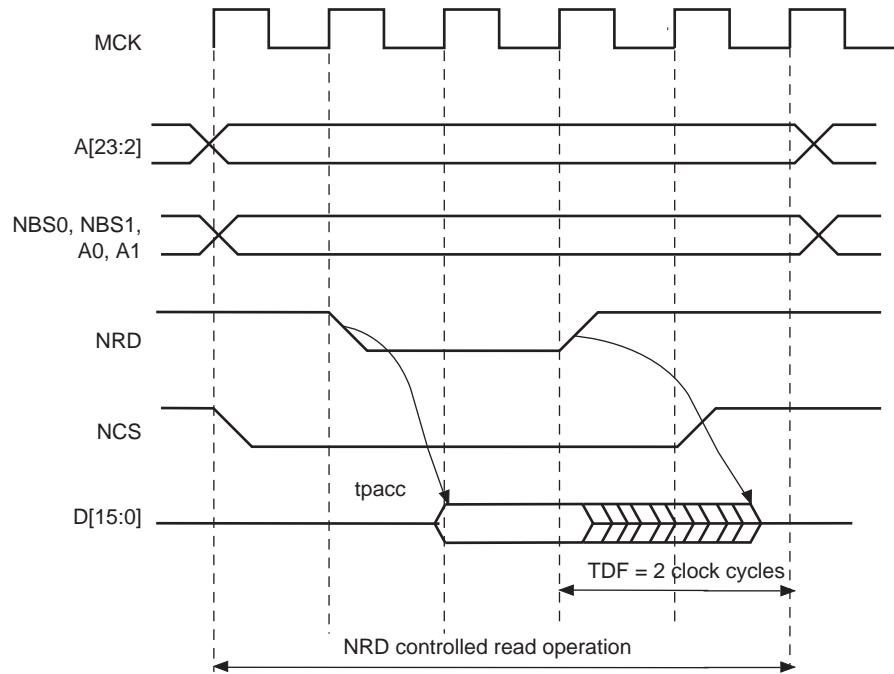 MCK
A[23:2]
NBS0, NBS1,
A0, A1
NRD
NCS
tpacc
D[15:0]
TDF = 2 clock cycles
NRD controlled read operation